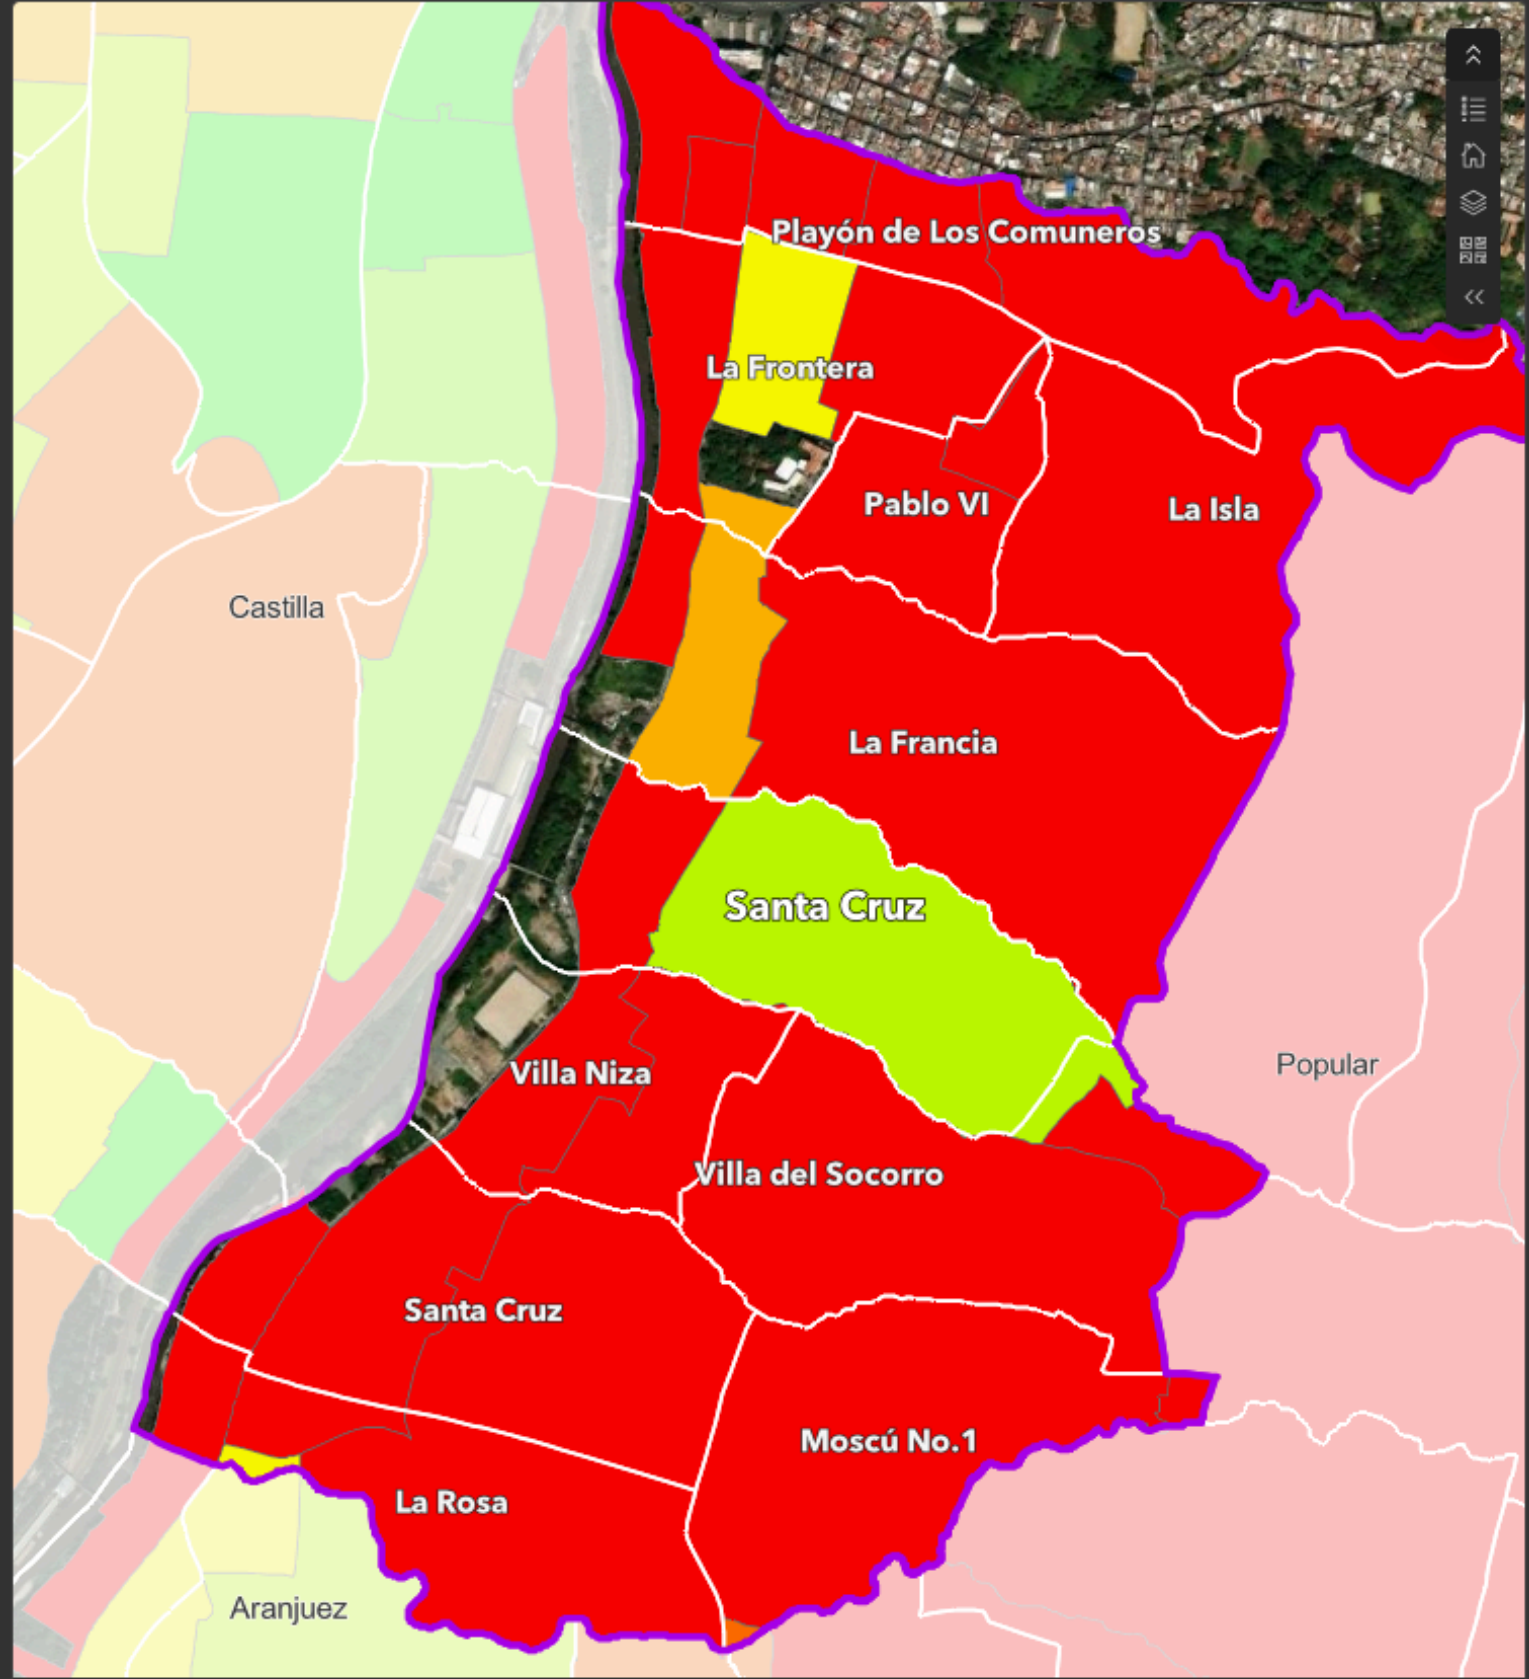 Playón de Los Comuneros
La Frontera
Pablo VI
La Isla
Castilla
La Francia
Santa Cruz
Popular
Villa Niza
Villa del Socorro
Santa Cruz
Moscú No.1
La Rosa
Aranjuez